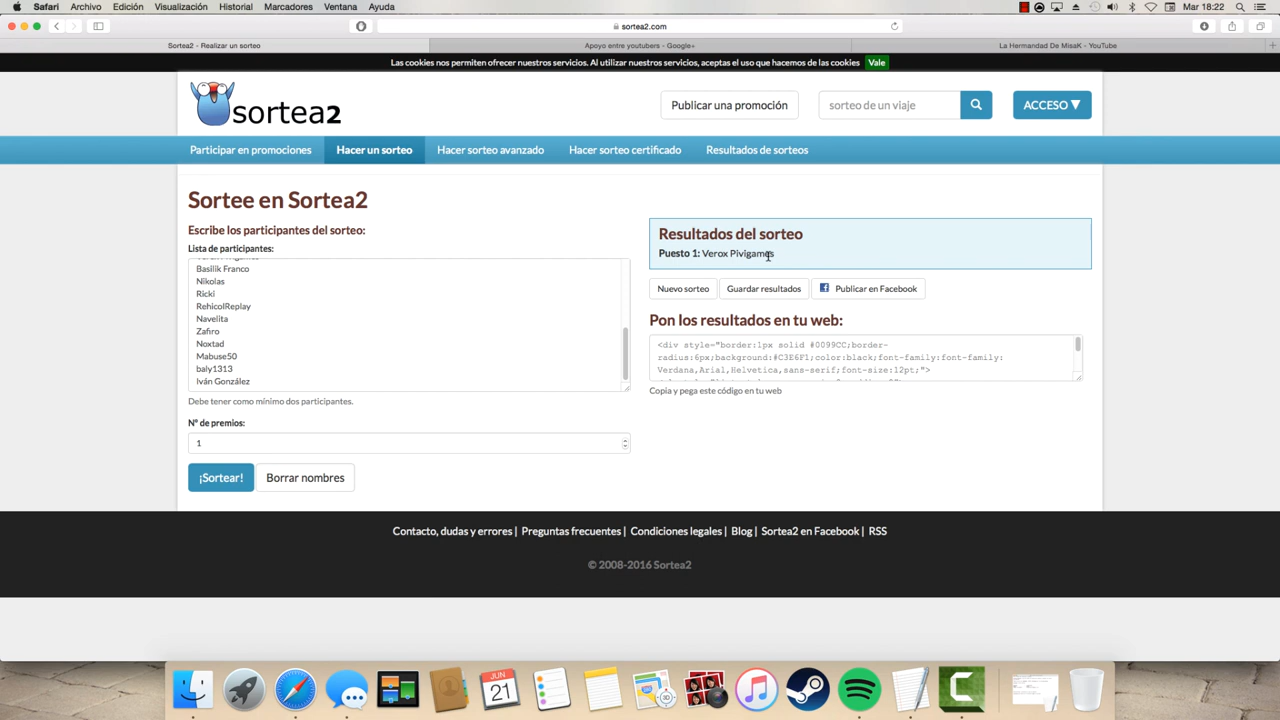 Safari Archivo Edición Visualización Historial Marcadores Ventana Ayuda Mar 18:22
sortea2.com
Sortea2 - Realizar un sorteo Apoyo entre youtubers - Google+ La Hermandad De MisaK - YouTube
Las cookies nos permiten ofrecer nuestros servicios. Al utilizar nuestros servicios, aceptas el uso que hacemos de las cookies Vale
sortea2 Publicar una promoción sorteo de un viaje ACCESO ▼
Participar en promociones Hacer un sorteo Hacer sorteo avanzado Hacer sorteo certificado Resultados de sorteos
Sortee en Sortea2
Escribe los participantes del sorteo:
Lista de participantes:
Basilik Franco
Nikolas
Ricki
RehicolReplay
Navelita
Zafiro
Noxtad
Mabuse50
baly1313
Iván González
Debe tener como mínimo dos participantes.
Nº de premios:
1
¡Sortear! Borrar nombres
Resultados del sorteo
Puesto 1: Verox Pivigames
Nuevo sorteo Guardar resultados Publicar en Facebook
Pon los resultados en tu web:
<div style="border:1px solid #0099CC;border-
radius:6px;background:#C3E6F1;color:black;font-family:font-family:
Verdana,Arial,Helvetica,sans-serif;font-size:12pt;">
Copia y pega este código en tu web
Contacto, dudas y errores | Preguntas frecuentes | Condiciones legales | Blog | Sortea2 en Facebook | RSS
© 2008-2016 Sortea2
JUN
21
3D